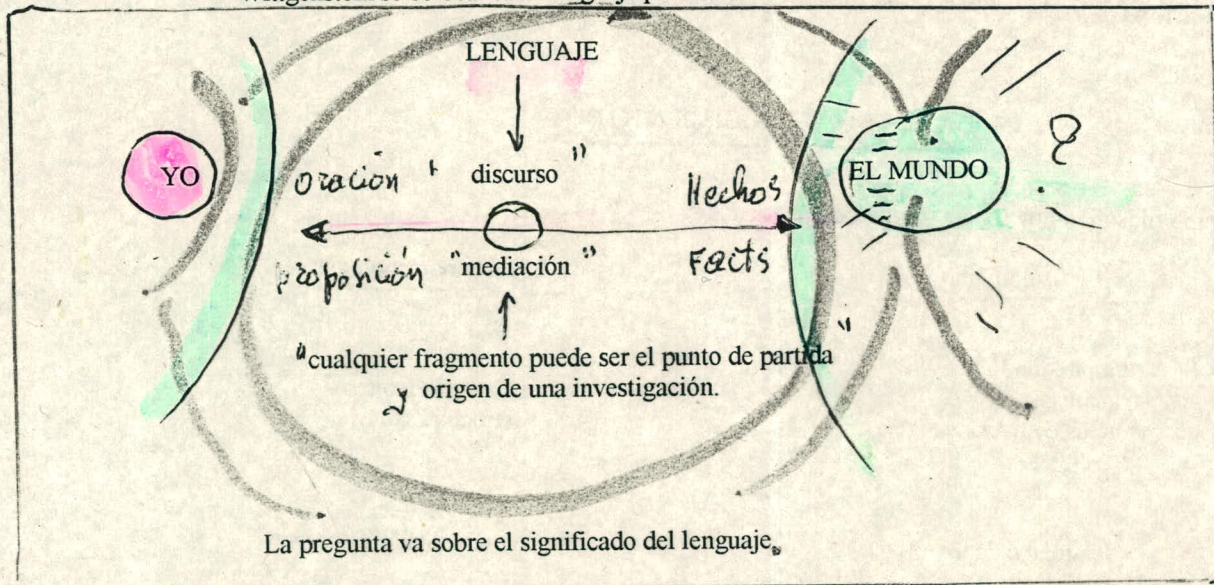 LENGUAJE
YO
oración " discurso "
Hechos
EL MUNDO
?
proposición "mediación"
Facts
"cualquier fragmento puede ser el punto de partida"
y origen de una investigación.
La pregunta va sobre el significado del lenguaje.